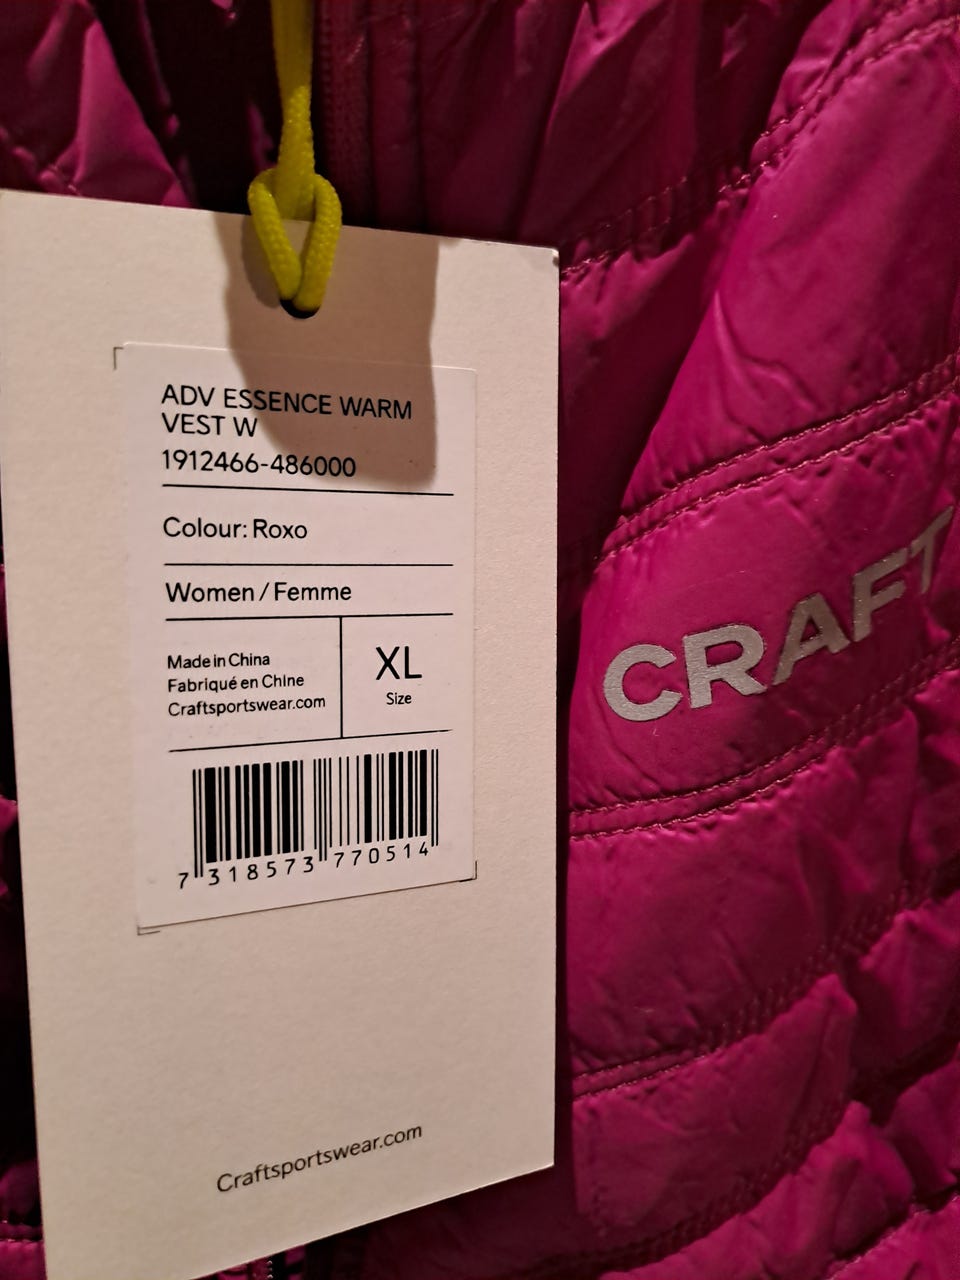 ADV ESSENCE WARM
VEST W
1912466-486000
Colour: Roxo
Women / Femme
Made in China
Fabriqué en Chine
Craftsportswear.com
XL
Size
7 318573 770514
Craftsportswear.com
CRAFT